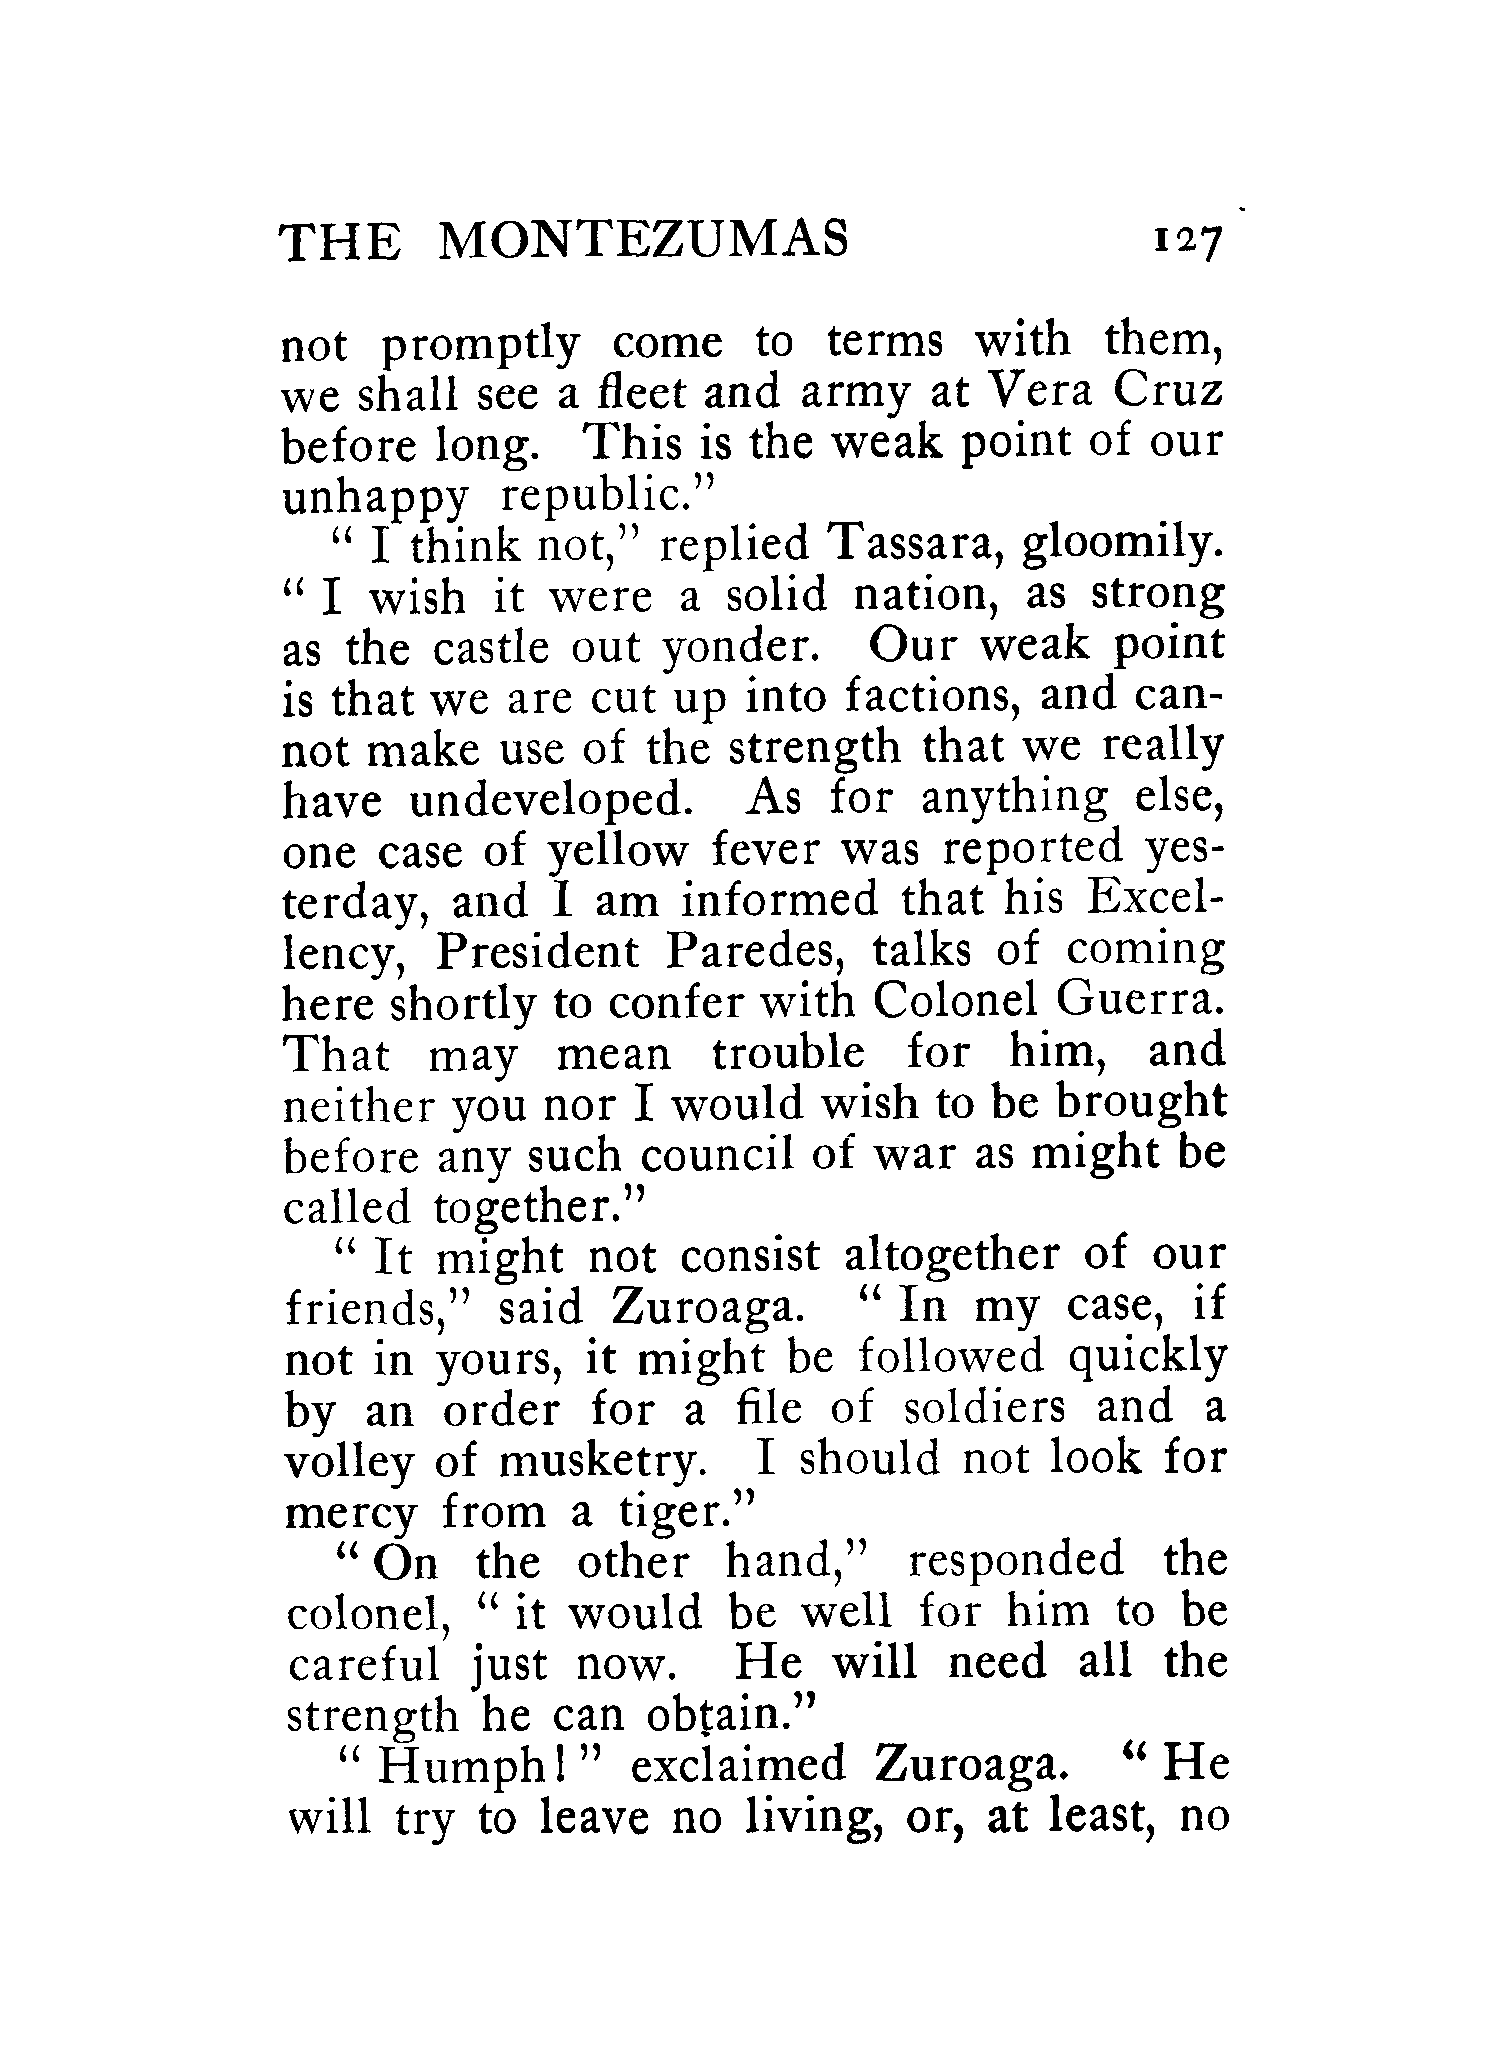 THE MONTEZUMAS 127
not promptly come to terms with them,
we shall see a fleet and army at Vera Cruz
before long. This is the weak point of our
unhappy republic.”
“ I think not,” replied Tassara, gloomily.
“ I wish it were a solid nation, as strong
as the castle out yonder. Our weak point
is that we are cut up into factions, and can-
not make use of the strength that we really
have undeveloped. As for anything else,
one case of yellow fever was reported yes-
terday, and I am informed that his Excel-
lency, President Paredes, talks of coming
here shortly to confer with Colonel Guerra.
That may mean trouble for him, and
neither you nor I would wish to be brought
before any such council of war as might be
called together.”
“ It might not consist altogether of our
friends,” said Zuroaga. “ In my case, if
not in yours, it might be followed quickly
by an order for a file of soldiers and a
volley of musketry. I should not look for
mercy from a tiger.”
“ On the other hand,” responded the
colonel, “ it would be well for him to be
careful just now. He will need all the
strength he can obtain.”
“ Humph! ” exclaimed Zuroaga. “ He
will try to leave no living, or, at least, no